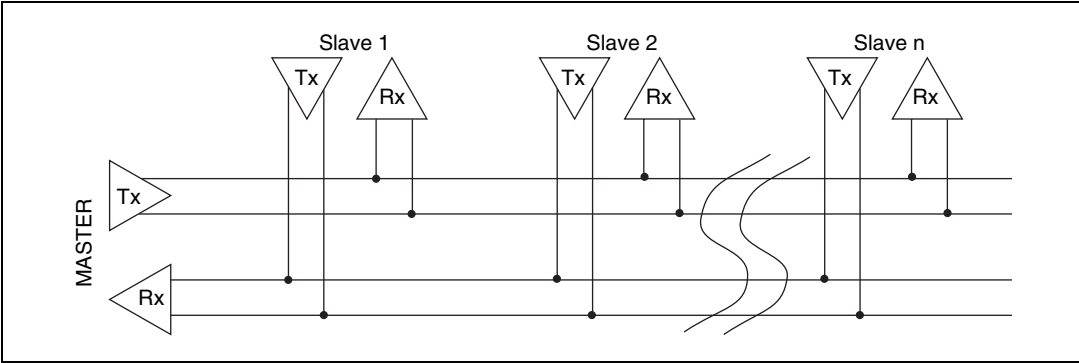 Slave 1
Slave 2
Slave n
Tx
Rx
Tx
Rx
Tx
Rx
MASTER
Tx
Rx